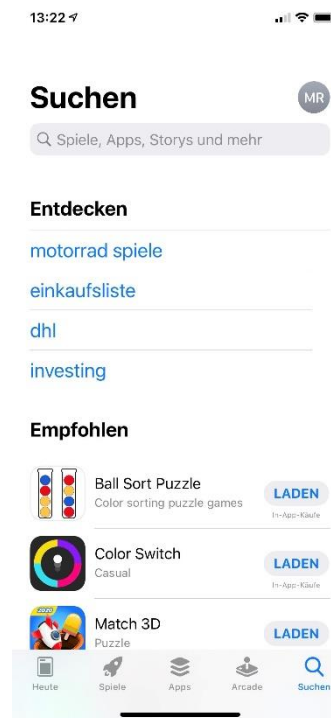 13:22
Suchen
MR
Spiele, Apps, Storys und mehr
Entdecken
motorrad spiele
einkaufsliste
dhl
investing
Empfohlen
Ball Sort Puzzle
Color sorting puzzle games
LADEN
In-App-Käufe
Color Switch
Casual
LADEN
In-App-Käufe
2020
Match 3D
Puzzle
LADEN
Heute Spiele Apps Arcade Suchen